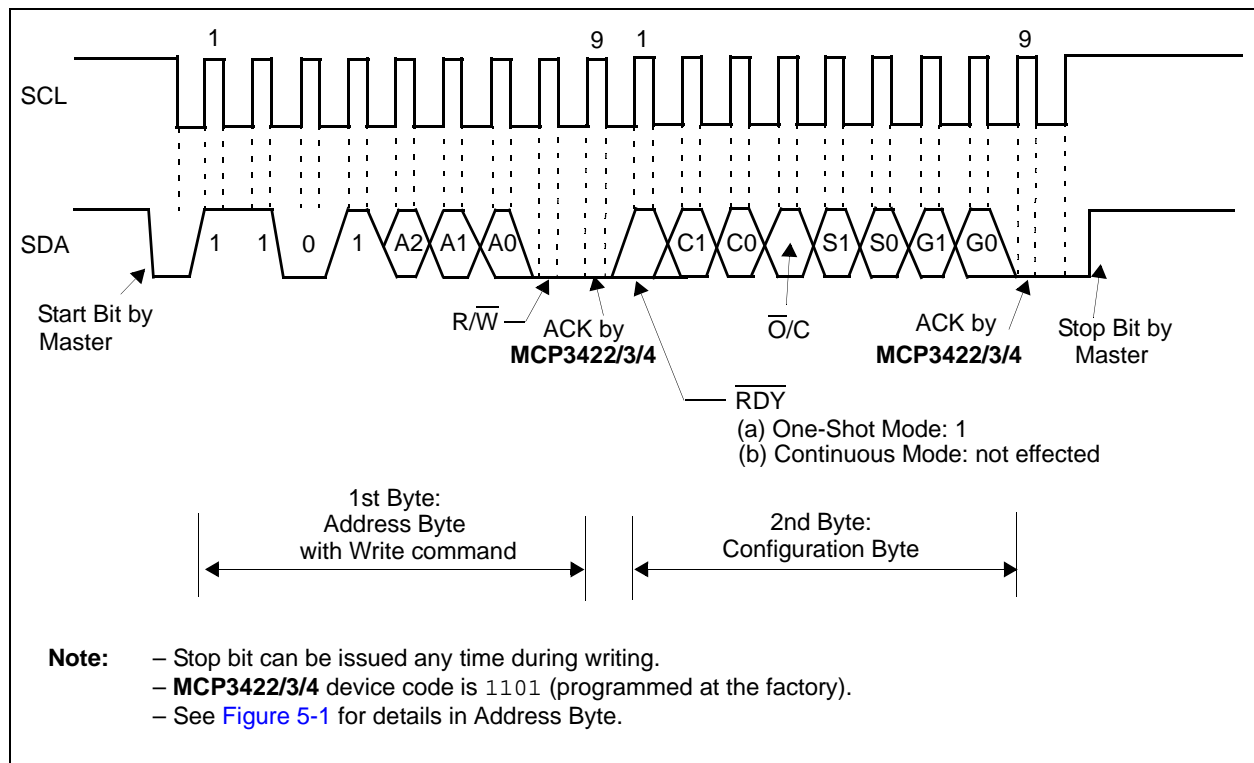 1 9 1 9
SCL
SDA
1 1 0 1 A2 A1 A0 C1 C0 S1 S0 G1 G0
Start Bit by
Master
R/W̅
ACK by
MCP3422/3/4
O̅/C
ACK by
MCP3422/3/4
Stop Bit by
Master
R̅D̅Y̅
(a) One-Shot Mode: 1
(b) Continuous Mode: not effected
1st Byte:
Address Byte
with Write command
2nd Byte:
Configuration Byte
Note: – Stop bit can be issued any time during writing.
– MCP3422/3/4 device code is 1101 (programmed at the factory).
– See Figure 5-1 for details in Address Byte.